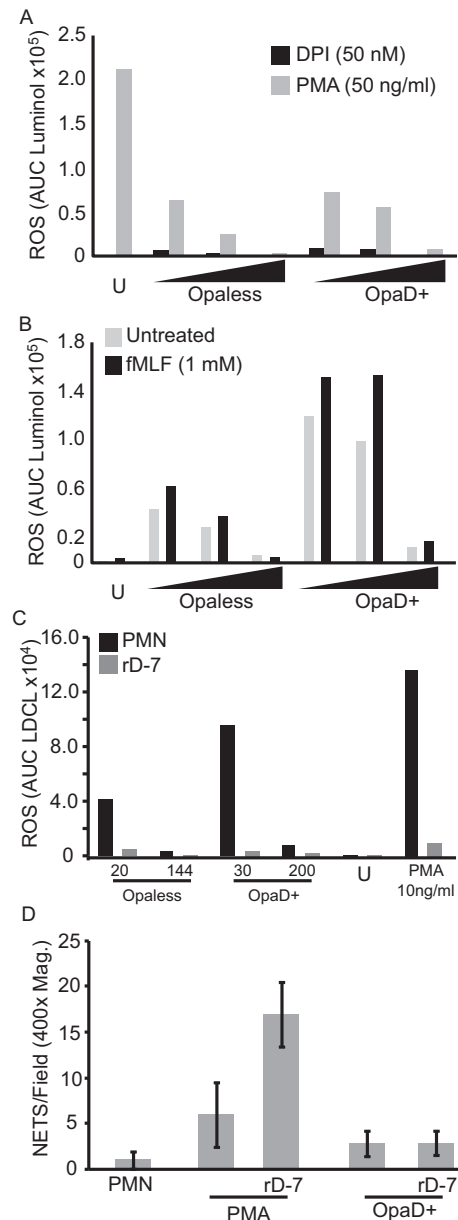 A
ROS (AUC Luminol x10⁵)
2.5
2.0
1.5
1.0
0.5
0
DPI (50 nM)
PMA (50 ng/ml)
U
Opaless
OpaD+
B
ROS (AUC Luminol x10⁵)
1.8
1.4
1.0
0.6
0.2
0
Untreated
fMLF (1 mM)
U
Opaless
OpaD+
C
ROS (AUC LDCL x10⁴)
16.0
12.0
8.0
4.0
0
PMN
rD-7
20 144 30 200 U PMA
Opaless OpaD+ 10ng/ml
D
NETS/Field (400x Mag.)
25
20
15
10
5
0
PMN rD-7 rD-7
PMA OpaD+